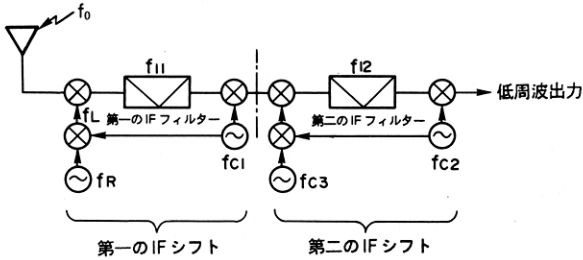 f0
fI1
fI2
低周波出力
fL
第一のIFフィルター
第二のIFフィルター
fR
fC1
fC3
fC2
第一のIFシフト
第二のIFシフト